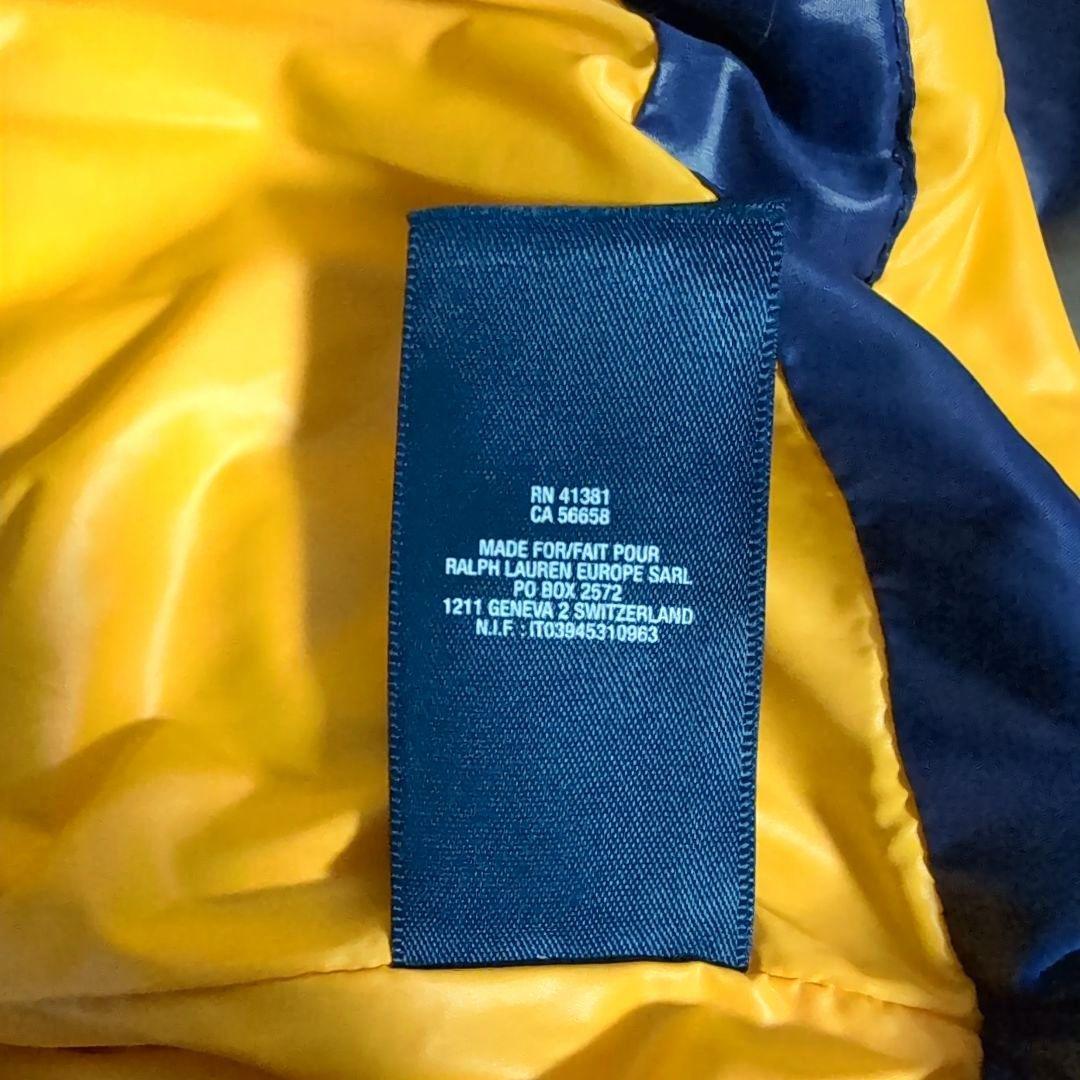 RN 41381
CA 56658
MADE FOR/FAIT POUR
RALPH LAUREN EUROPE SARL
PO BOX 2572
1211 GENEVA 2 SWITZERLAND
N.I.F : IT03945310963